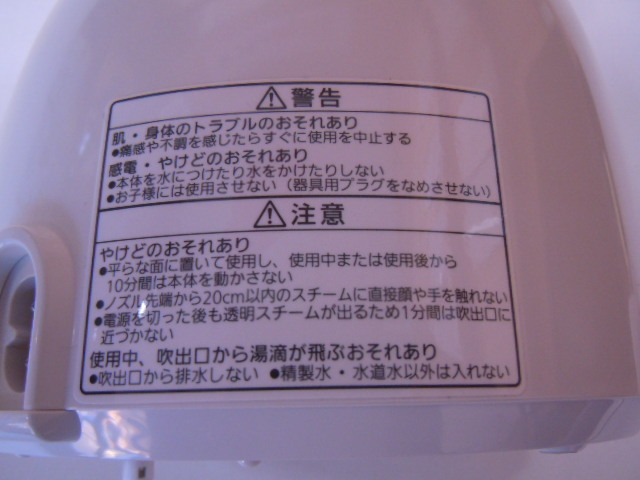 ⚠警告
肌・身体のトラブルのおそれあり
●痛感や不調を感じたらすぐに使用を中止する
感電・やけどのおそれあり
●本体を水につけたり水をかけたりしない
●お子様には使用させない(器具用プラグをなめさせない)
⚠注意
やけどのおそれあり
●平らな面に置いて使用し、使用中または使用後から
10分間は本体を動かさない
●ノズル先端から20cm以内のスチームに直接顔や手を触れない
●電源を切った後も透明スチームが出るため1分間は吹出口に
近づかない
使用中、吹出口から湯滴が飛ぶおそれあり
●吹出口から排水しない ●精製水・水道水以外は入れない